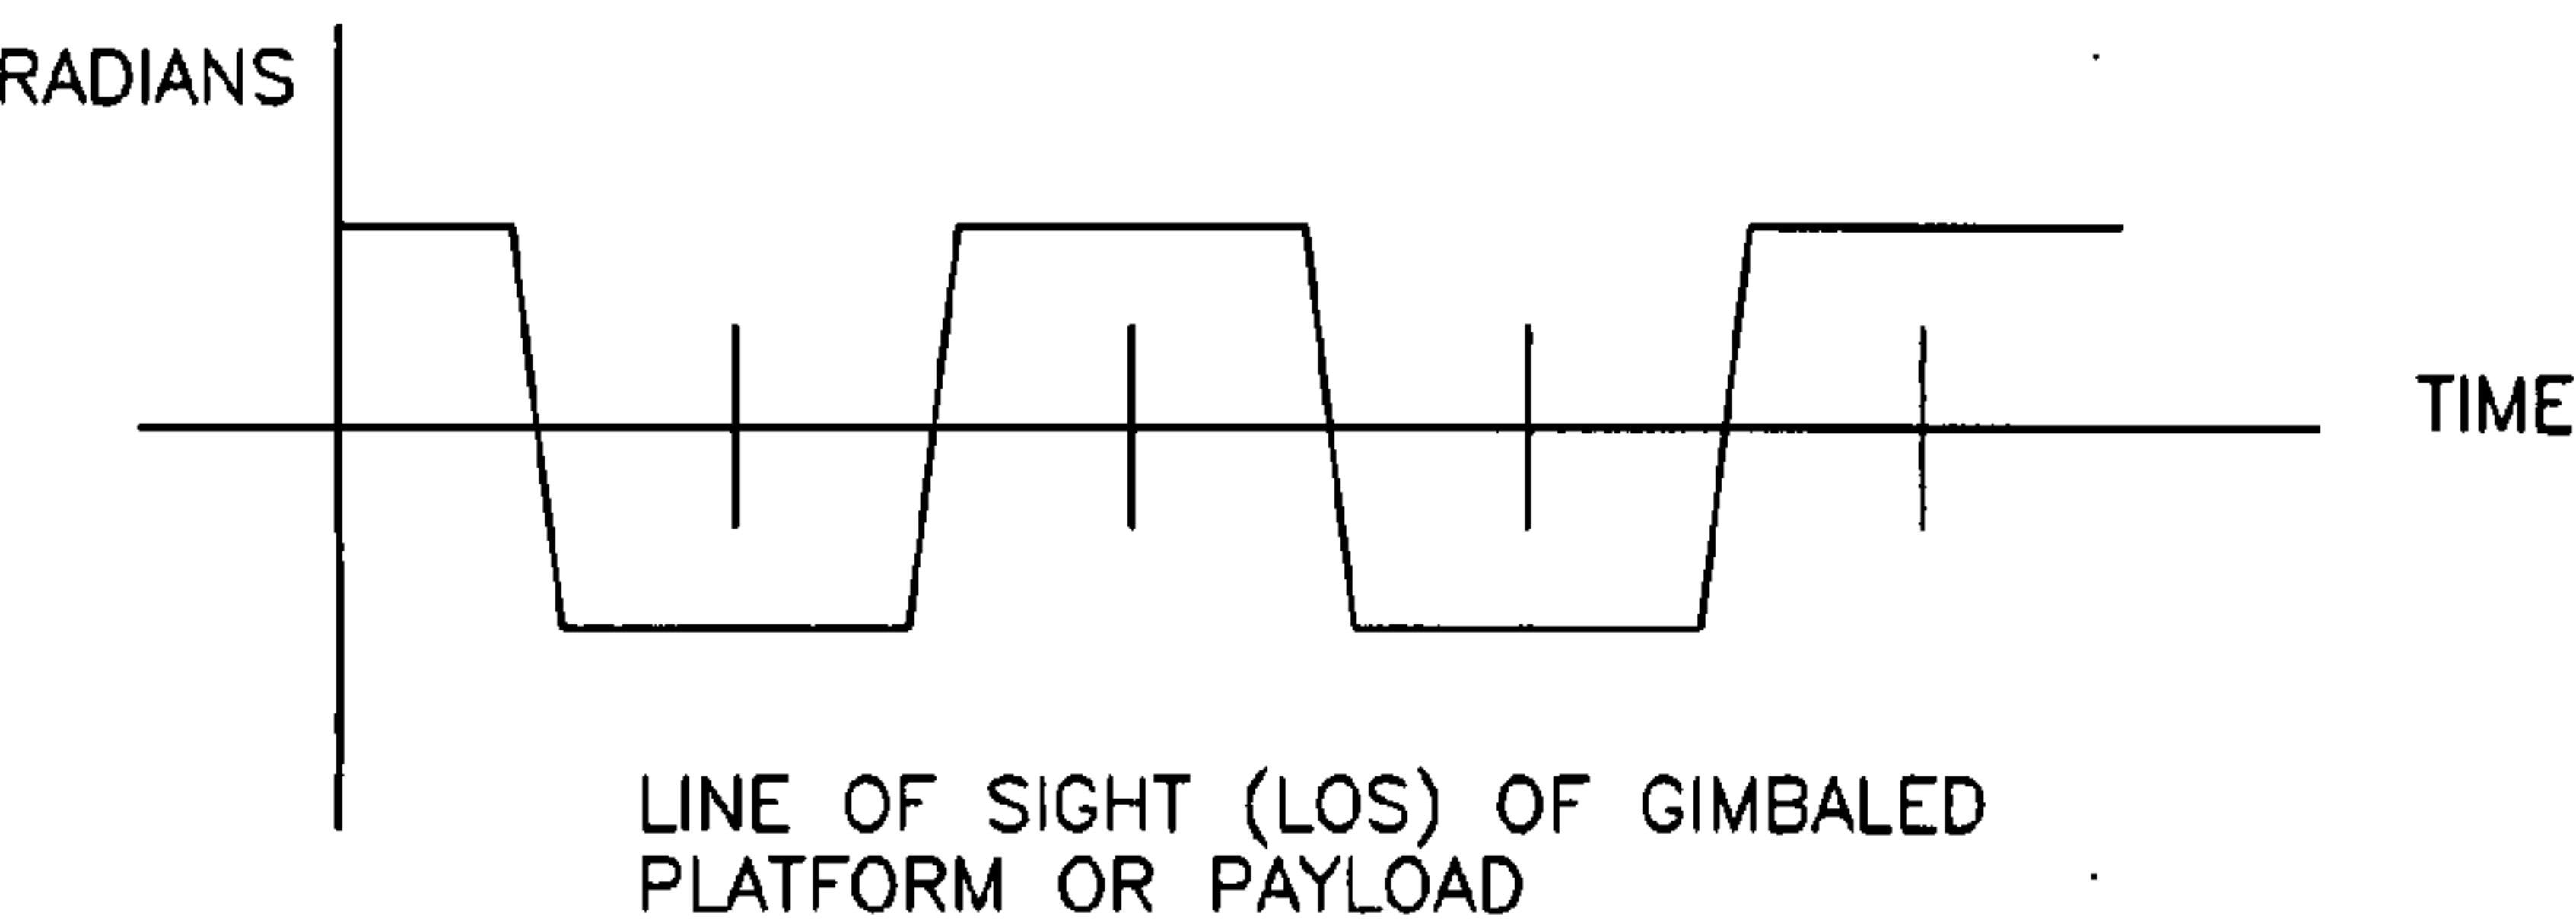 RADIANS
TIME
LINE OF SIGHT (LOS) OF GIMBALED
PLATFORM OR PAYLOAD